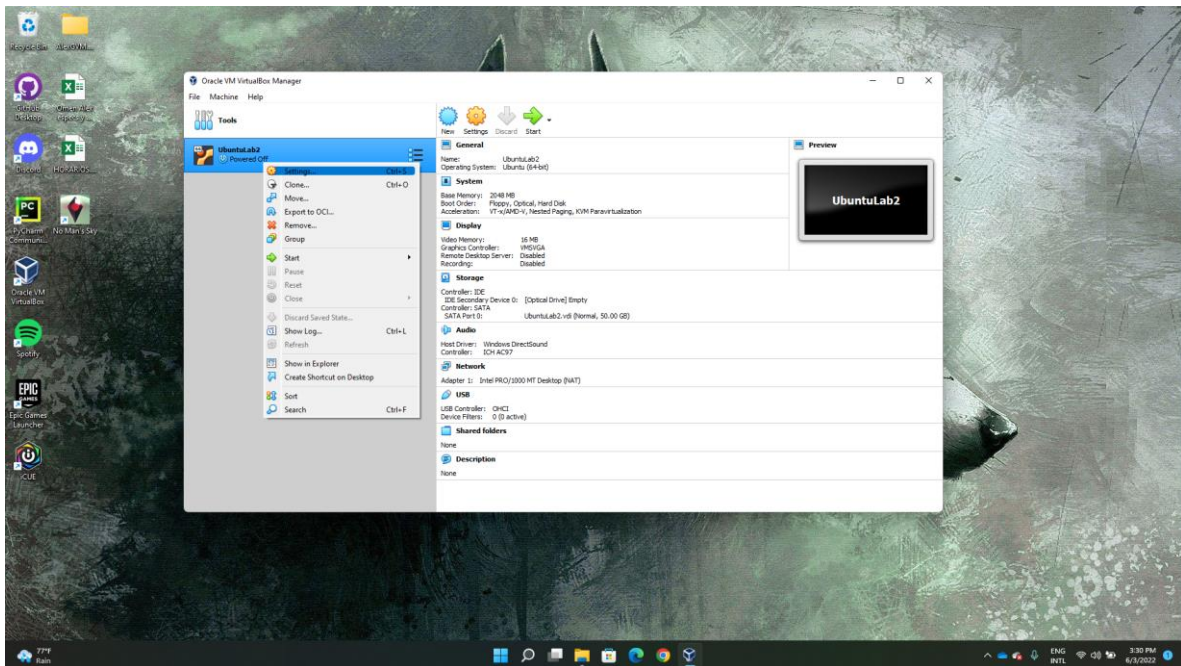 Recycle Bin
GitHub
Desktop
Discord
HORARIOS...
PyCharm
Communi...
No Man's Sky
Oracle VM
VirtualBox
Spotify
EPIC
GAMES
Epic Games
Launcher
iCUE
Oracle VM VirtualBox Manager
File Machine Help
Tools
UbuntuLab2
Powered Off
Settings... Ctrl+S
Clone... Ctrl+O
Move...
Export to OCI...
Remove...
Group
Start
Pause
Reset
Close
Discard Saved State...
Show Log... Ctrl+L
Refresh
Show in Explorer
Create Shortcut on Desktop
Sort
Search Ctrl+F
New Settings Discard Start
General
Name: UbuntuLab2
Operating System: Ubuntu (64-bit)
System
Base Memory: 2048 MB
Boot Order: Floppy, Optical, Hard Disk
Acceleration: VT-x/AMD-V, Nested Paging, KVM Paravirtualization
Display
Video Memory: 16 MB
Graphics Controller: VMSVGA
Remote Desktop Server: Disabled
Recording: Disabled
Storage
Controller: IDE
IDE Secondary Device 0: [Optical Drive] Empty
Controller: SATA
SATA Port 0: UbuntuLab2.vdi (Normal, 50.00 GB)
Audio
Host Driver: Windows DirectSound
Controller: ICH AC97
Network
Adapter 1: Intel PRO/1000 MT Desktop (NAT)
USB
USB Controller: OHCI
Device Filters: 0 (0 active)
Shared folders
None
Description
None
Preview
UbuntuLab2
77°F
Rain
ENG
INTL
3:30 PM
6/3/2022